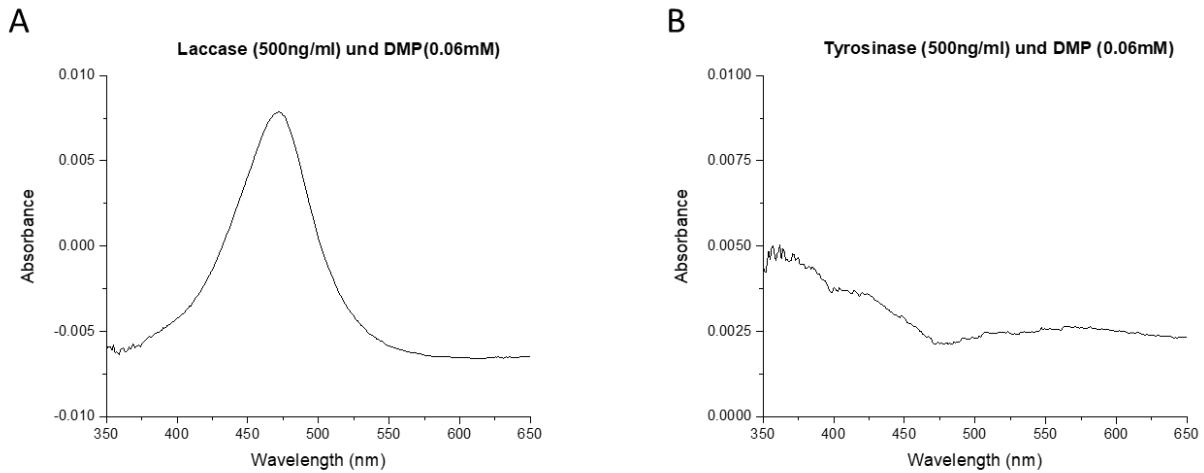 A
Laccase (500ng/ml) und DMP(0.06mM)
0.010
0.005
0.000
-0.005
-0.010
Absorbance
350 400 450 500 550 600 650
Wavelength (nm)
B
Tyrosinase (500ng/ml) und DMP (0.06mM)
0.0100
0.0075
0.0050
0.0025
0.0000
Absorbance
350 400 450 500 550 600 650
Wavelength (nm)